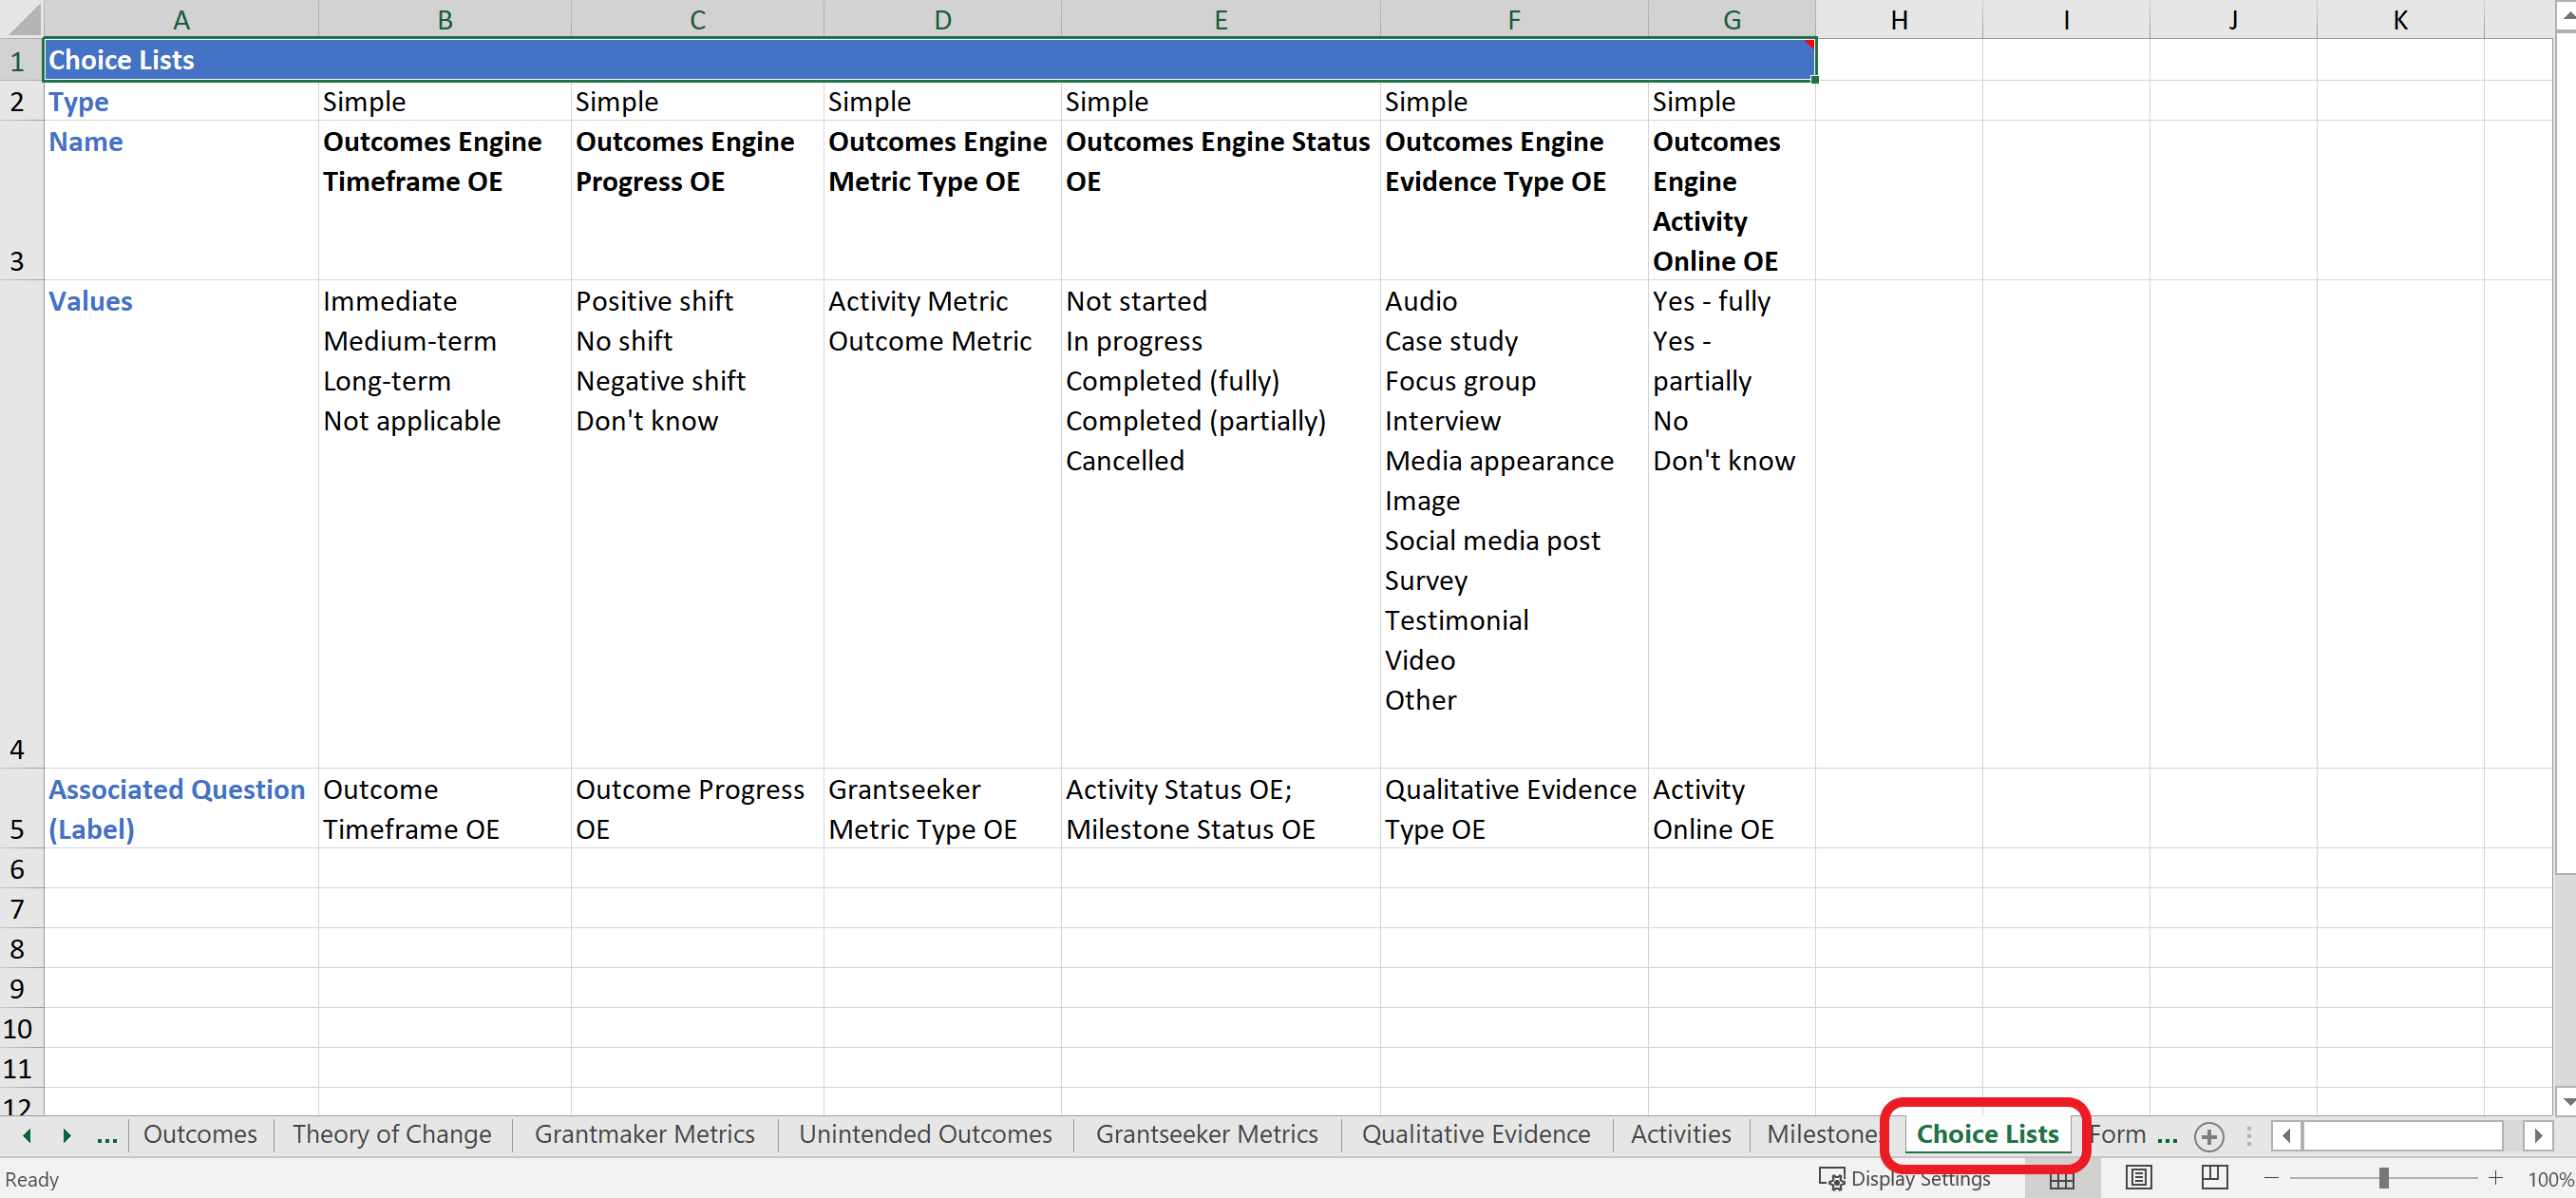 A B C D E F G H I J K
1 Choice Lists
2 Type Simple Simple Simple Simple Simple Simple
Name Outcomes Engine Outcomes Engine Outcomes Engine Outcomes Engine Status Outcomes Engine Outcomes
Timeframe OE Progress OE Metric Type OE OE Evidence Type OE Engine
Activity
3 Online OE
Values Immediate Positive shift Activity Metric Not started Audio Yes - fully
Medium-term No shift Outcome Metric In progress Case study Yes -
Long-term Negative shift Completed (fully) Focus group partially
Not applicable Don't know Completed (partially) Interview No
Cancelled Media appearance Don't know
Image
Social media post
Survey
Testimonial
Video
Other
4
Associated Question Outcome Outcome Progress Grantseeker Activity Status OE; Qualitative Evidence Activity
5 (Label) Timeframe OE OE Metric Type OE Milestone Status OE Type OE Online OE
6
7
8
9
10
11
12
... Outcomes Theory of Change Grantmaker Metrics Unintended Outcomes Grantseeker Metrics Qualitative Evidence Activities Milestones Choice Lists Form ...
Ready Display Settings 100%